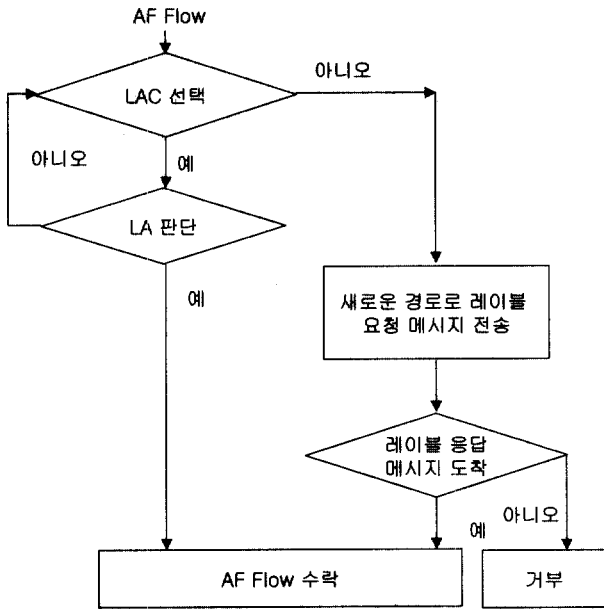 AF Flow
LAC 선택
아니오
아니오
예
LA 판단
예
새로운 경로로 레이블
요청 메시지 전송
레이블 응답
메시지 도착
예
아니오
AF Flow 수락
거부